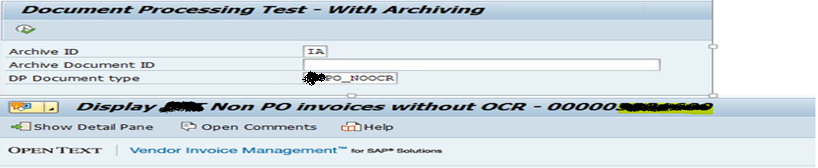 Document Processing Test - With Archiving
Archive ID IA
Archive Document ID
DP Document type PO_NOOCR
Display Non PO invoices without OCR - 00000
Show Detail Pane Open Comments Help
OPEN TEXT | Vendor Invoice Management™ for SAP® Solutions